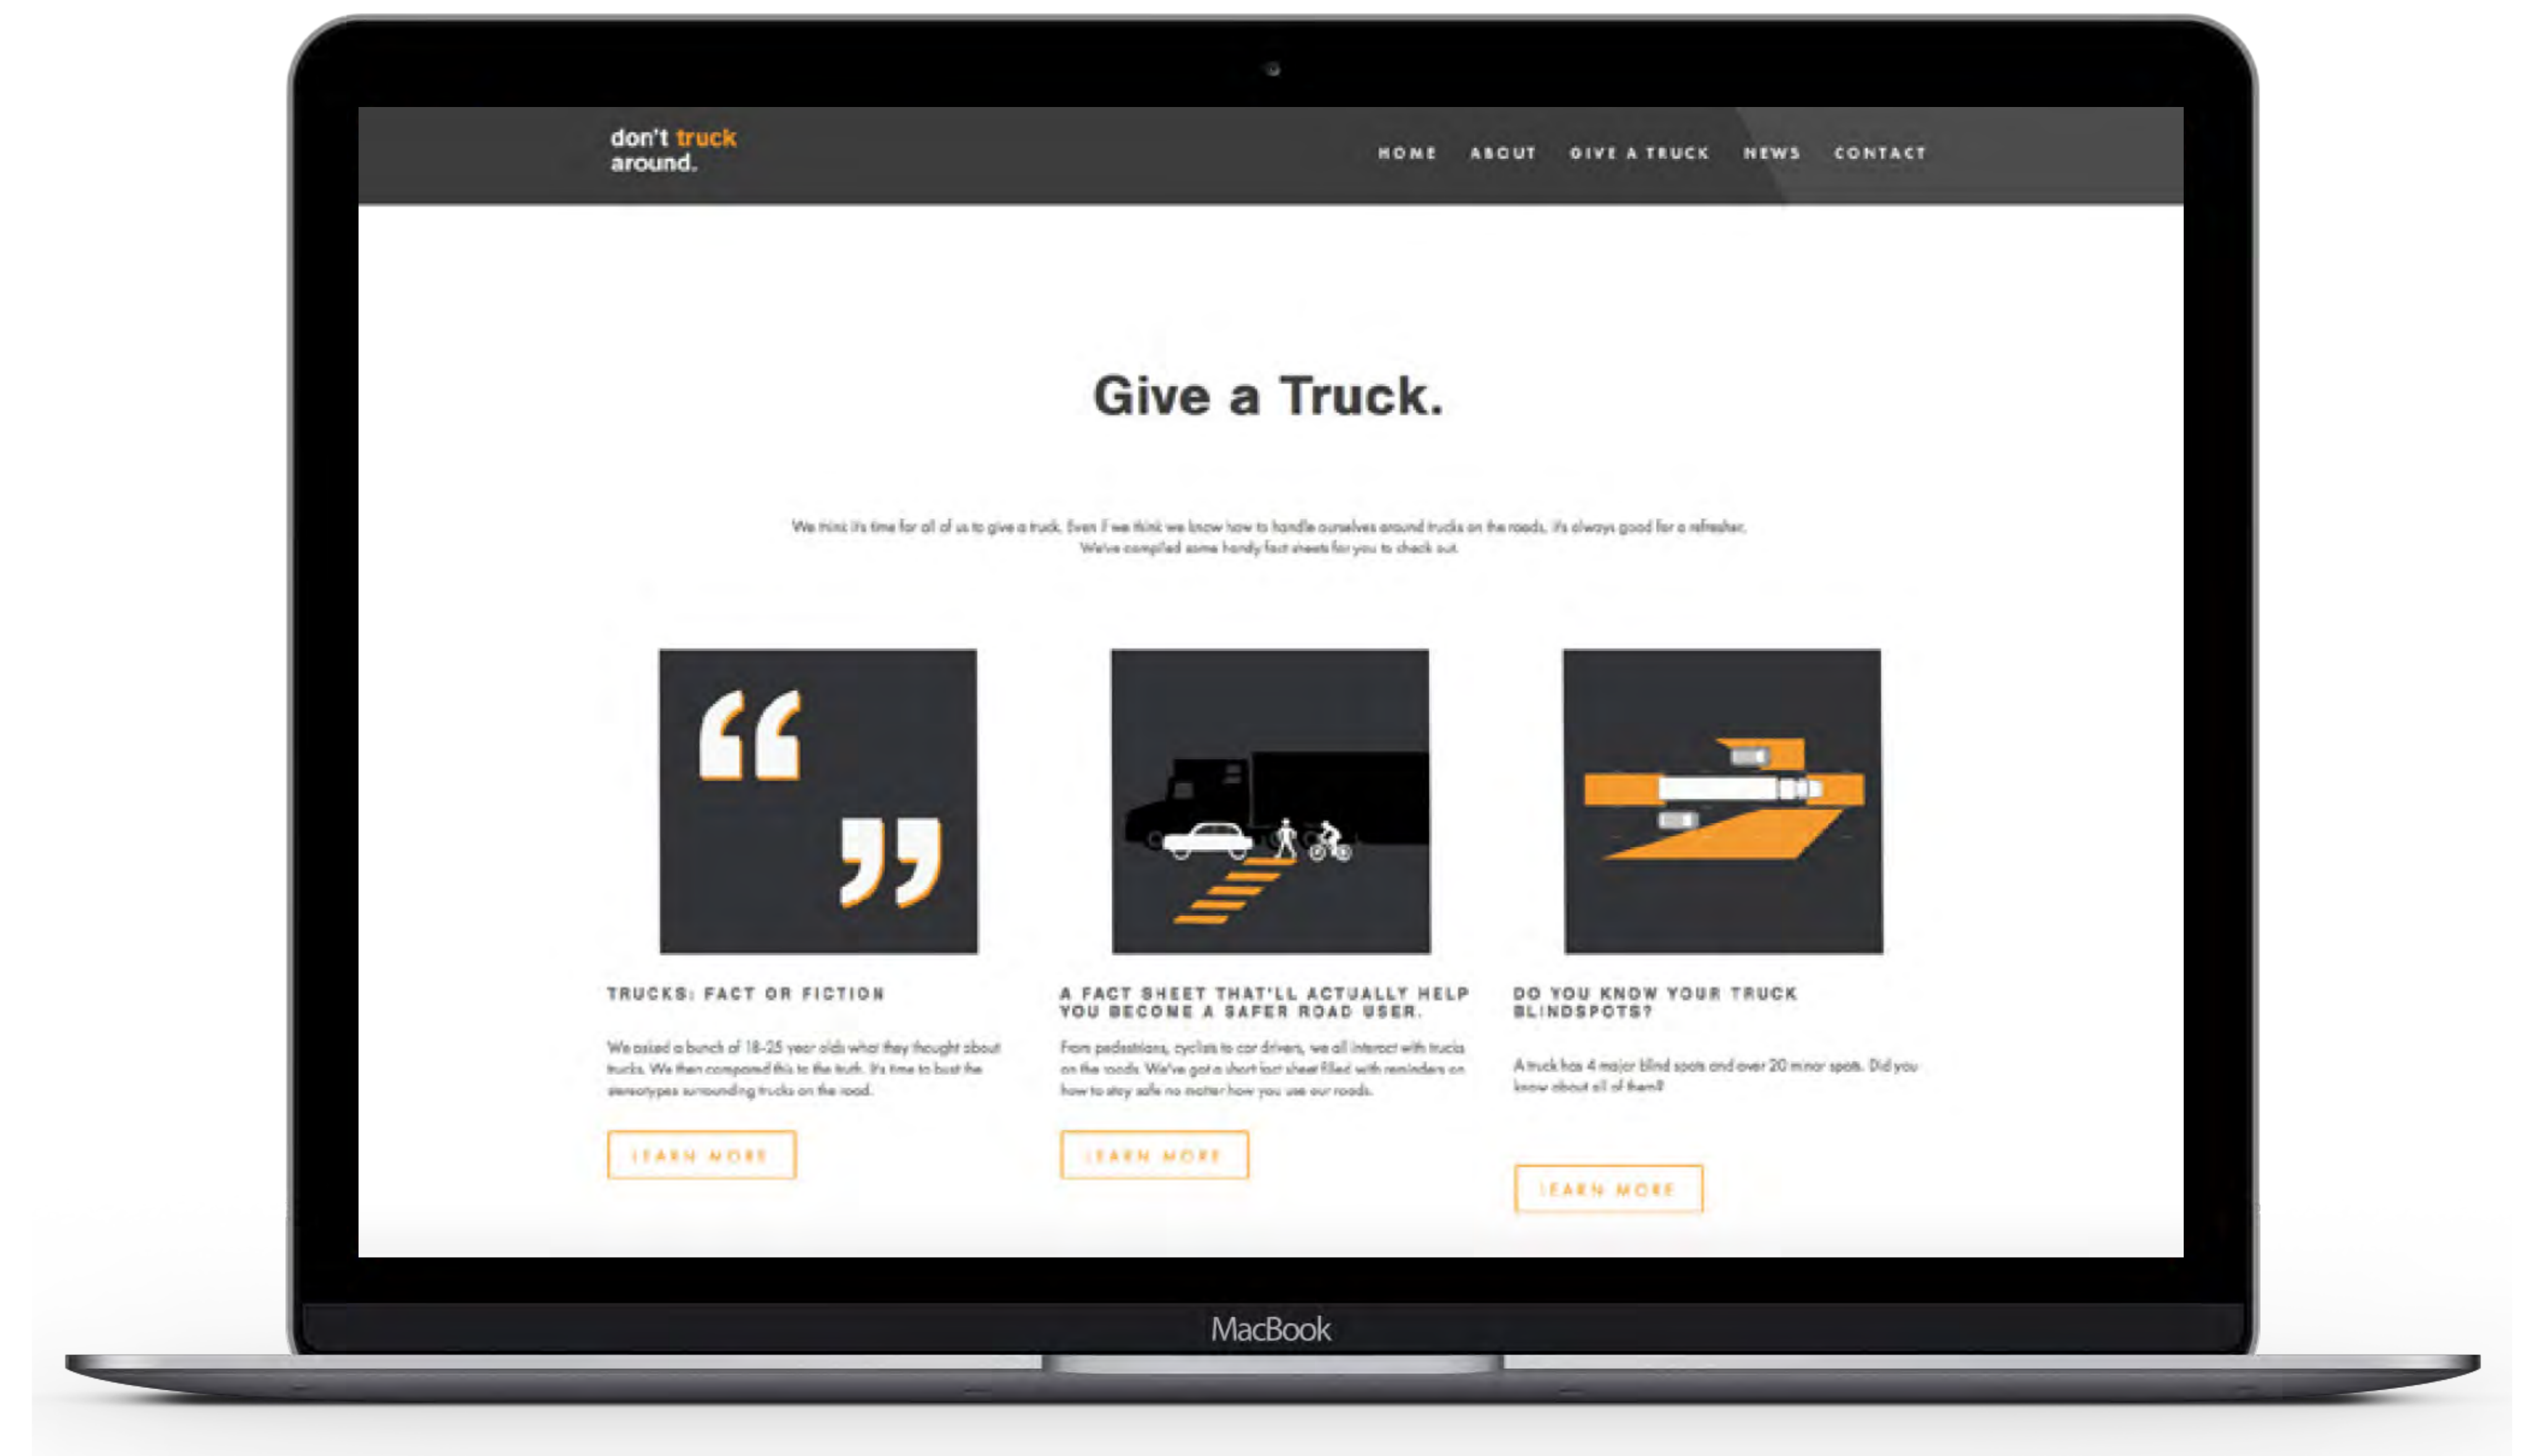 don't truck
around.
HOME ABOUT GIVE A TRUCK NEWS CONTACT
Give a Truck.
We think it's time for all of us to give a truck. Even if we think we know how to handle ourselves around trucks on the roads, it's always good for a refresher.
We've compiled some handy fact sheets for you to check out.
TRUCKS: FACT OR FICTION
We asked a bunch of 18-25 year olds what they thought about
trucks. We then compared this to the truth. It's time to bust the
stereotypes surrounding trucks on the road.
LEARN MORE
A FACT SHEET THAT'LL ACTUALLY HELP
YOU BECOME A SAFER ROAD USER.
From pedestrians, cyclists to car drivers, we all interact with trucks
on the roads. We've got a short fact sheet filled with reminders on
how to stay safe no matter how you use our roads.
LEARN MORE
DO YOU KNOW YOUR TRUCK
BLINDSPOTS?
A truck has 4 major blind spots and over 20 minor spots. Did you
know about all of them?
LEARN MORE
MacBook